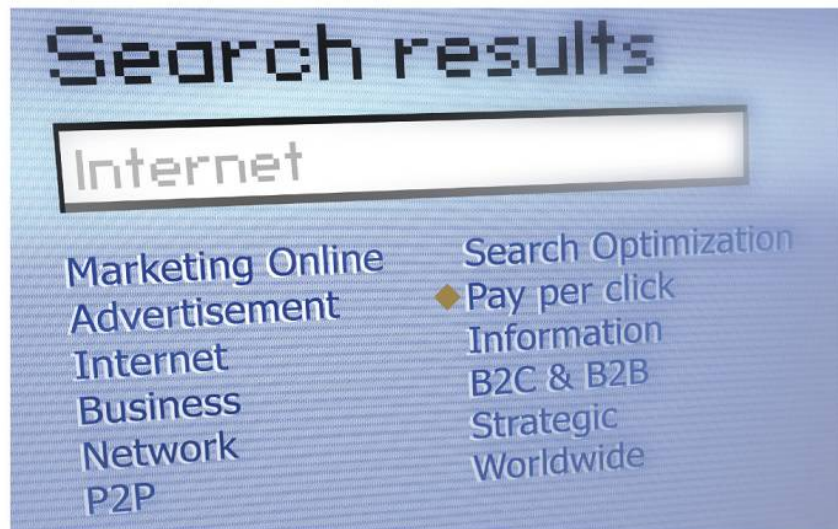 Search results
Internet
Marketing Online
Advertisement
Internet
Business
Network
P2P
Search Optimization
Pay per click
Information
B2C & B2B
Strategic
Worldwide